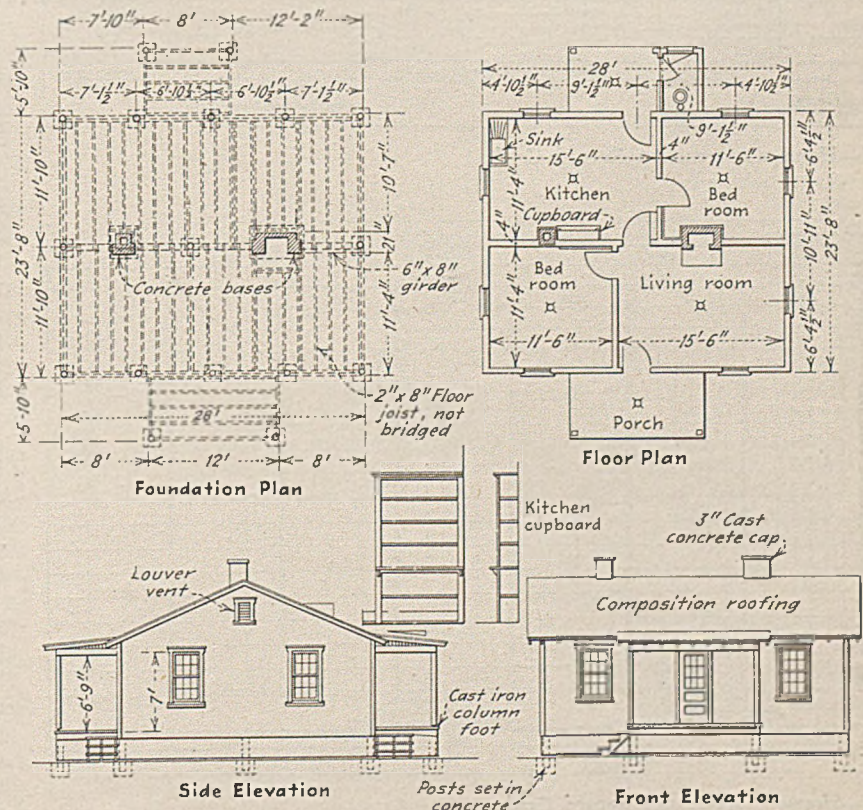 7'-10" 8' 12'-2"
5'-10"
7'-1½" 6'-10½" 6'-10½" 7'-1½"
11'-10"
10'-7"
23'-8"
21"
11'-10"
11'-4"
Concrete bases
6"x 8"
girder
2"x 8" Floor
joist, not
bridged
5'-10"
28'
8' 12' 8'
Foundation Plan
28'
4'-10½" 9'-1½" 4'-10½"
9'-1½"
4"
Sink
15'-6" 11'-6"
Kitchen
Bed
room
11'-4"
Cupboard
4"
6'-4½"
10'-11"
23'-8"
6'-4½"
Bed
room
Living room
11'-4"
11'-6" 15'-6"
Porch
Floor Plan
Kitchen
cupboard
Louver
vent
6'-9"
7'
Cast iron
column
foot
Side Elevation
3" Cast
concrete cap
Composition roofing
Posts set in
concrete
Front Elevation